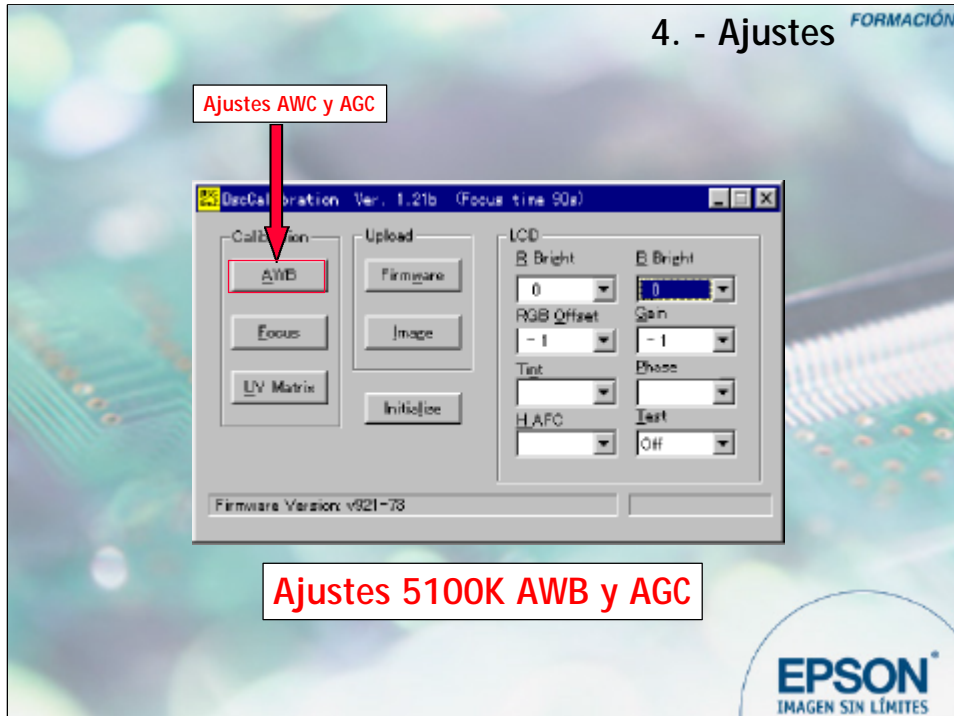 FORMACIÓN
4. - Ajustes
Ajustes AWC y AGC
DscCalibration Ver. 1.21b (Focus time 90s)
Calibration
Upload
LCD
AWB
Firmware
R Bright
B Bright
0
0
RGB Offset
Gain
Focus
Image
-1
-1
Tint
Phase
UV Matrix
Initialize
H.AFC
Test
Off
Firmware Version: v921-73
Ajustes 5100K AWB y AGC
EPSON
IMAGEN SIN LÍMITES